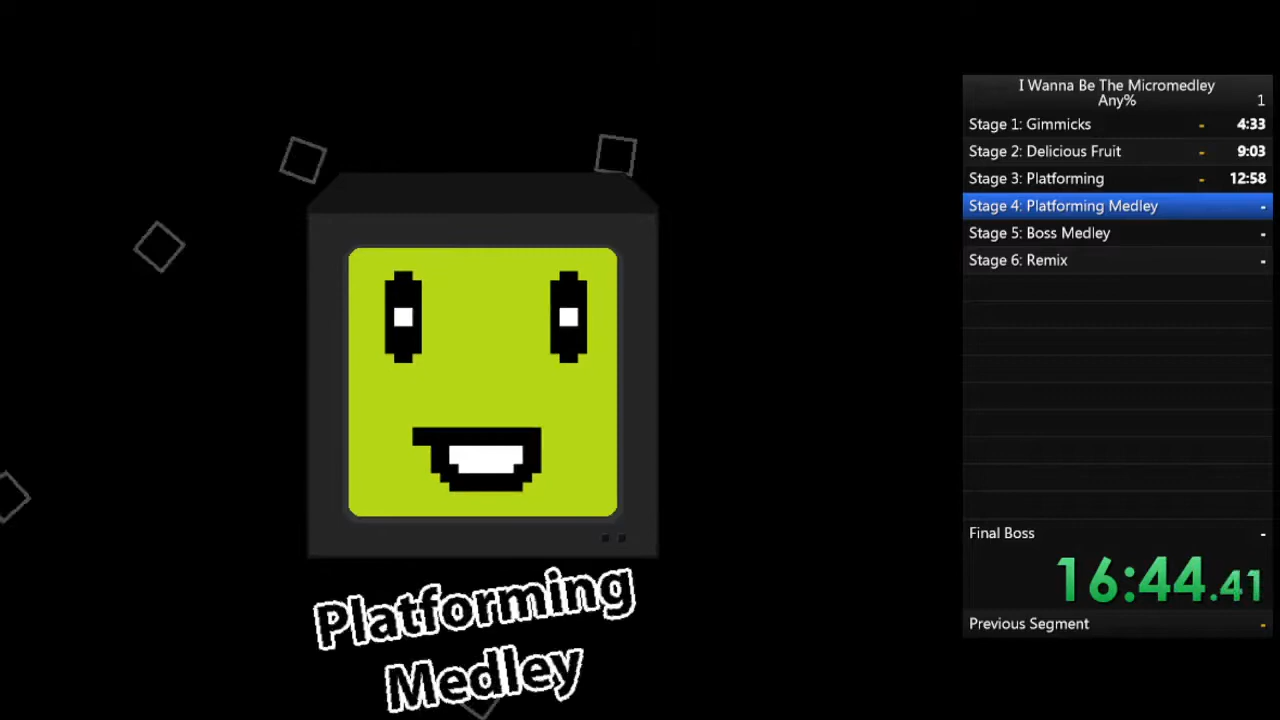 Platforming
Medley
I Wanna Be The Micromedley
Any% 1
Stage 1: Gimmicks - 4:33
Stage 2: Delicious Fruit - 9:03
Stage 3: Platforming - 12:58
Stage 4: Platforming Medley -
Stage 5: Boss Medley -
Stage 6: Remix -
Final Boss -
16:44.41
Previous Segment -